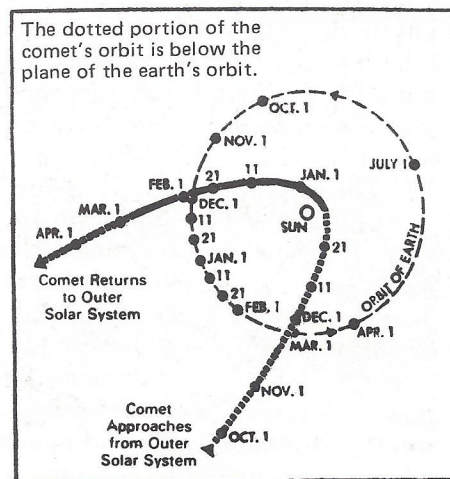 The dotted portion of the
comet's orbit is below the
plane of the earth's orbit.
OCT. 1
NOV. 1
JULY 1
FEB. 1
21
11
JAN. 1
MAR. 1
DEC. 1
APR. 1
11
SUN
21
21
JAN. 1
Comet Returns
to Outer
Solar System
11
11
21
FEB. 1
DEC. 1
ORBIT OF EARTH
MAR. 1
APR. 1
NOV. 1
Comet
Approaches
from Outer
Solar System
OCT. 1